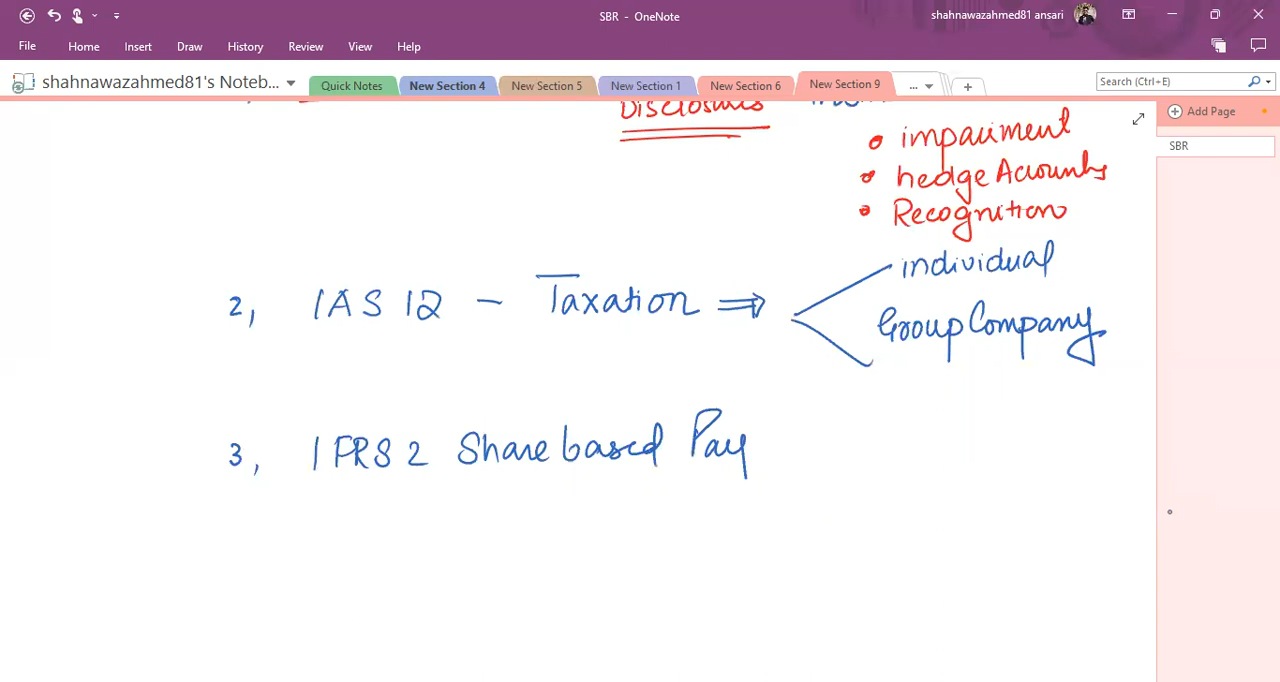 SBR - OneNote
shahnawazahmed81 ansari
File Home Insert Draw History Review View Help
shahnawazahmed81's Noteb...
Quick Notes New Section 4 New Section 5 New Section 1 New Section 6 New Section 9 ...
Search (Ctrl+E)
Add Page
SBR
Disclosures
impairment
hedge Accounts
Recognition
2, IAS 12 - Taxation ⇒
individual
Group Company
3, IFRS 2 Share based Pay